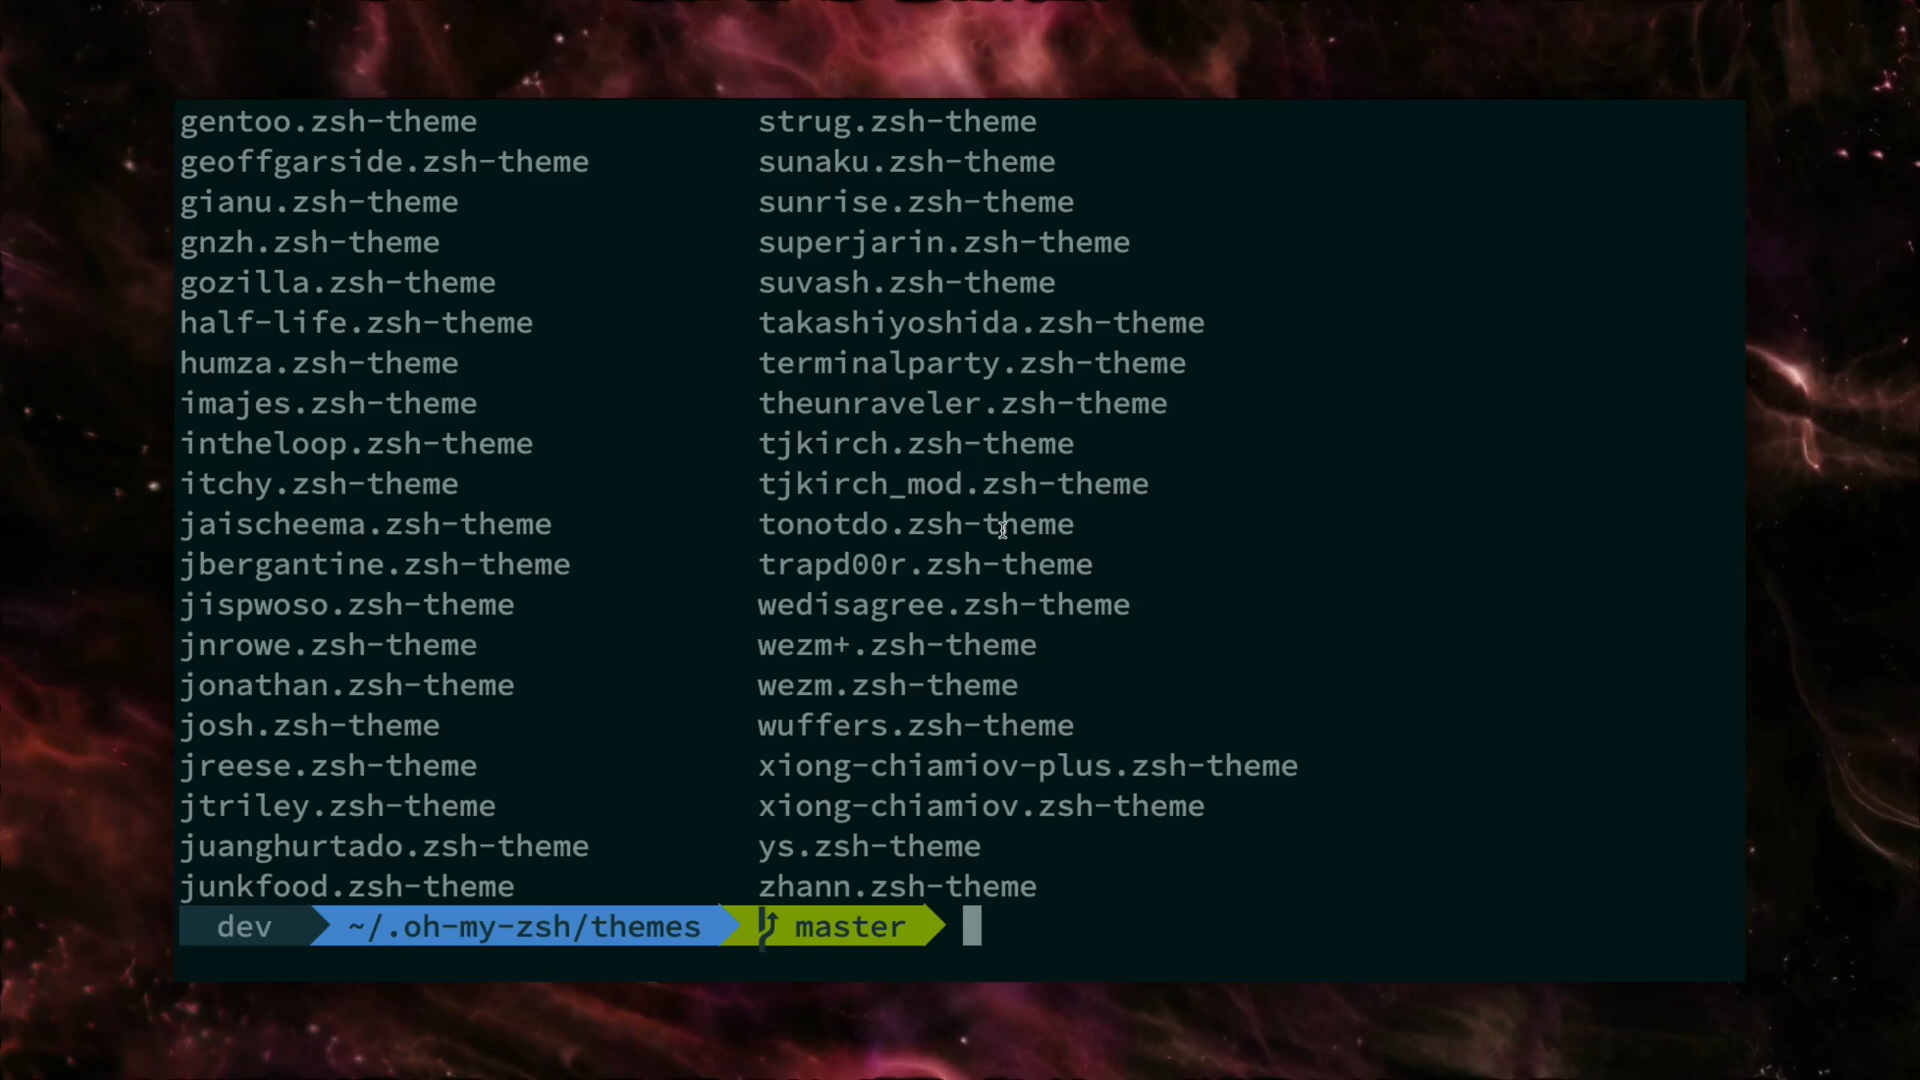 gentoo.zsh-theme strug.zsh-theme
geoffgarside.zsh-theme sunaku.zsh-theme
gianu.zsh-theme sunrise.zsh-theme
gnzh.zsh-theme superjarin.zsh-theme
gozilla.zsh-theme suvash.zsh-theme
half-life.zsh-theme takashiyoshida.zsh-theme
humza.zsh-theme terminalparty.zsh-theme
imajes.zsh-theme theunraveler.zsh-theme
intheloop.zsh-theme tjkirch.zsh-theme
itchy.zsh-theme tjkirch_mod.zsh-theme
jaischeema.zsh-theme tonotdo.zsh-theme
jbergantine.zsh-theme trapd00r.zsh-theme
jispwoso.zsh-theme wedisagree.zsh-theme
jnrowe.zsh-theme wezm+.zsh-theme
jonathan.zsh-theme wezm.zsh-theme
josh.zsh-theme wuffers.zsh-theme
jreese.zsh-theme xiong-chiamiov-plus.zsh-theme
jtriley.zsh-theme xiong-chiamiov.zsh-theme
juanghurtado.zsh-theme ys.zsh-theme
junkfood.zsh-theme zhann.zsh-theme
dev ~/.oh-my-zsh/themes master